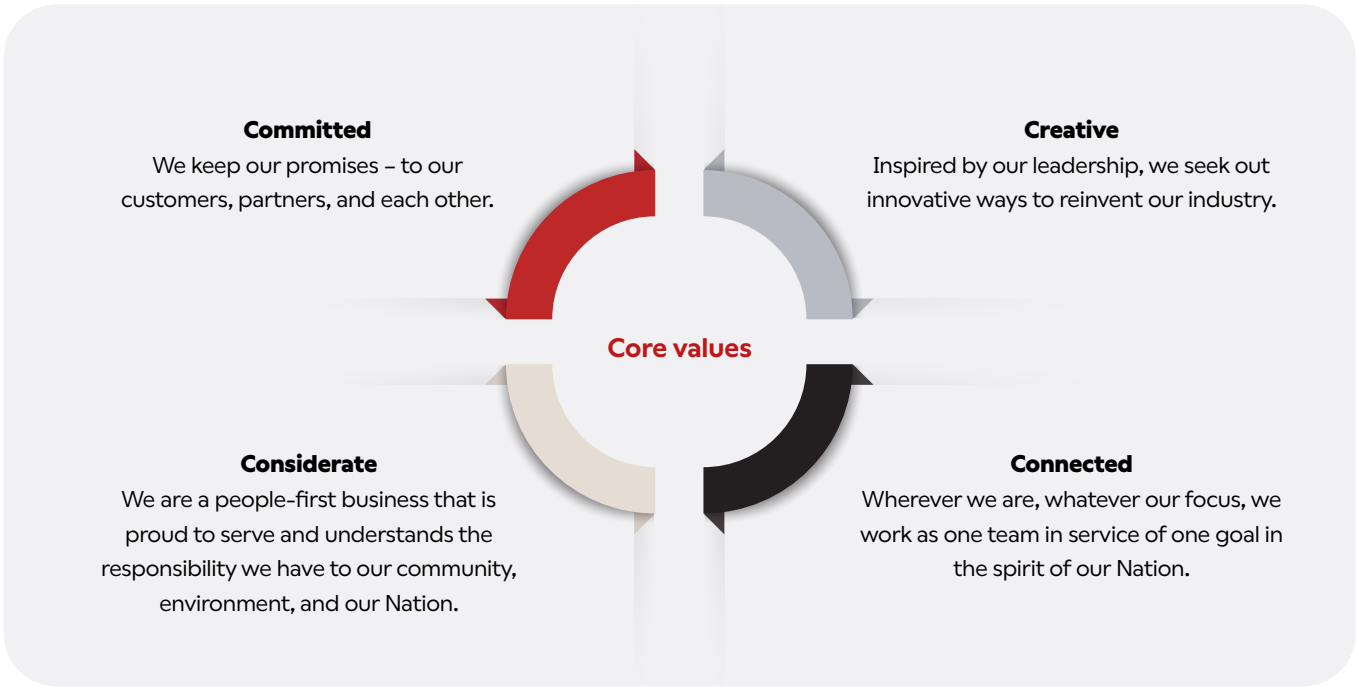 Committed
We keep our promises – to our
customers, partners, and each other.
Creative
Inspired by our leadership, we seek out
innovative ways to reinvent our industry.
Core values
Considerate
We are a people-first business that is
proud to serve and understands the
responsibility we have to our community,
environment, and our Nation.
Connected
Wherever we are, whatever our focus, we
work as one team in service of one goal in
the spirit of our Nation.